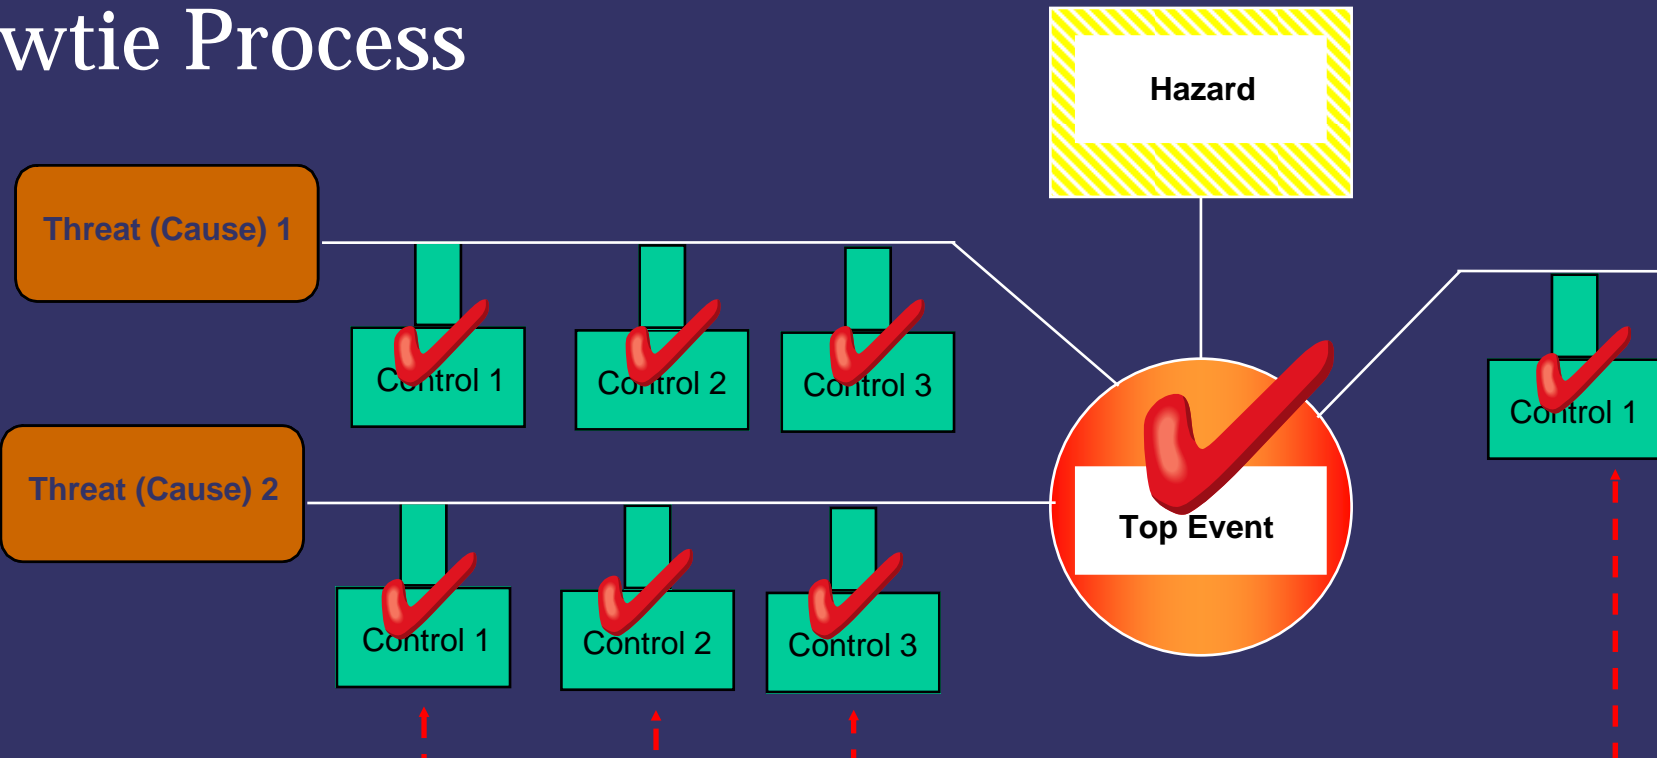 wtie Process
Hazard
Threat (Cause) 1
Control 1
Control 2
Control 3
Control 1
Threat (Cause) 2
Top Event
Control 1
Control 2
Control 3